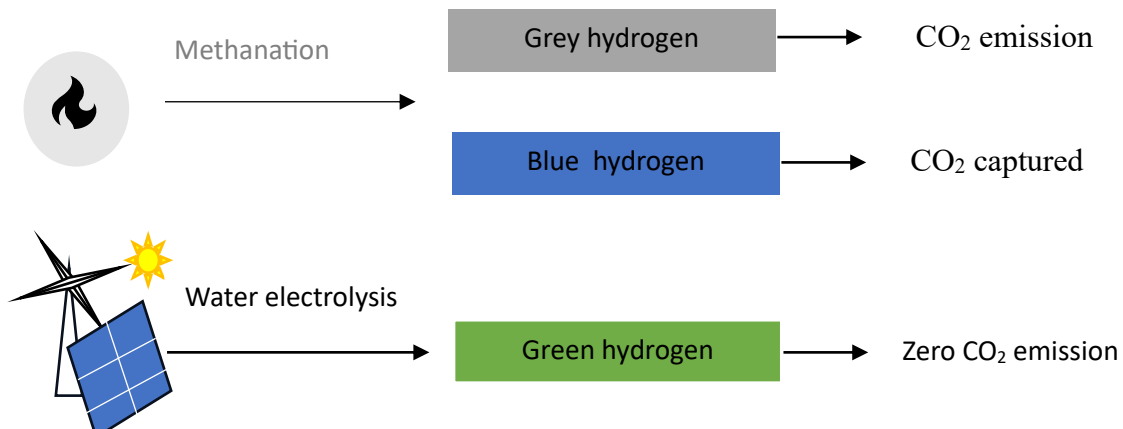 Methanation
Grey hydrogen
CO₂ emission
Blue  hydrogen
CO₂ captured
Water electrolysis
Green hydrogen
Zero CO₂ emission